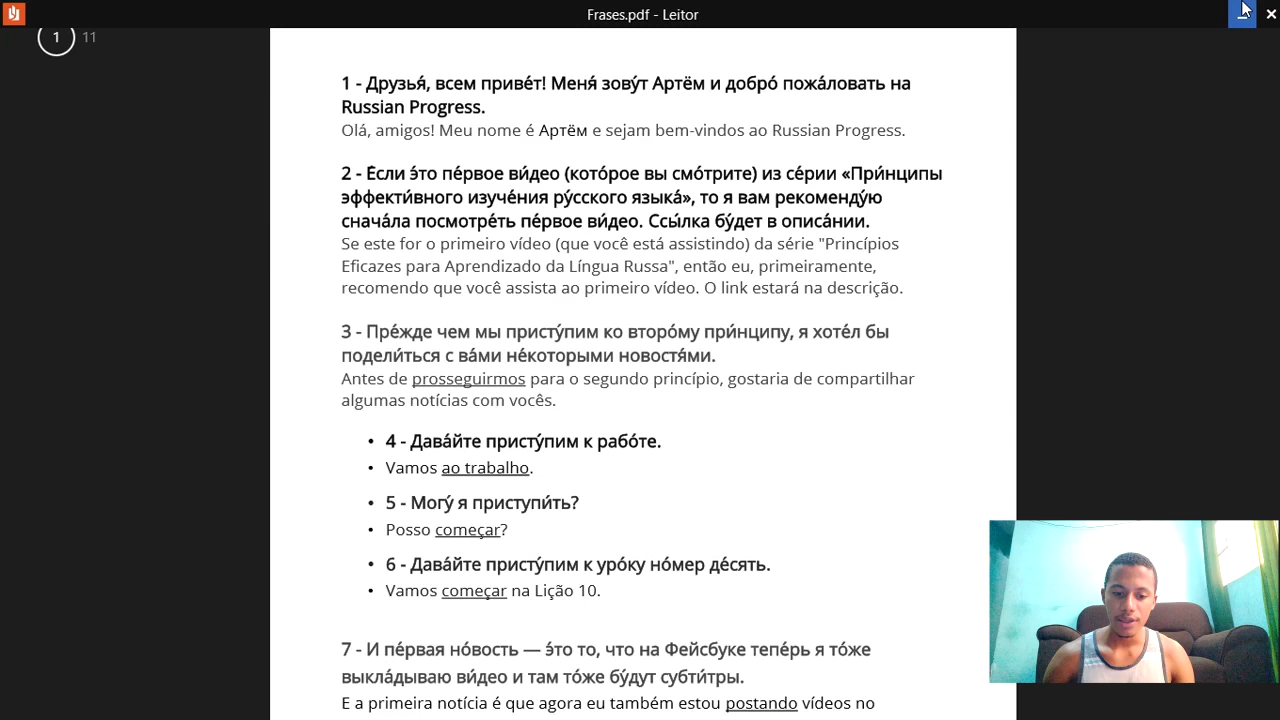 Frases.pdf - Leitor
1 11
1 - Друзья́, всем приве́т! Меня́ зову́т Артём и добро́ пожа́ловать на
Russian Progress.
Olá, amigos! Meu nome é Артём e sejam bem-vindos ao Russian Progress.
2 - Е́сли э́то пе́рвое ви́део (кото́рое вы смо́трите) из се́рии «При́нципы
эффекти́вного изуче́ния ру́сского языка́», то я вам рекоменду́ю
снача́ла посмотре́ть пе́рвое ви́део. Ссы́лка бу́дет в описа́нии.
Se este for o primeiro vídeo (que você está assistindo) da série "Princípios
Eficazes para Aprendizado da Língua Russa", então eu, primeiramente,
recomendo que você assista ao primeiro vídeo. O link estará na descrição.
3 - Пре́жде чем мы присту́пим ко второ́му при́нципу, я хоте́л бы
подели́ться с ва́ми не́которыми новостя́ми.
Antes de prosseguirmos para o segundo princípio, gostaria de compartilhar
algumas notícias com vocês.
• 4 - Дава́йте присту́пим к рабо́те.
• Vamos ao trabalho.
• 5 - Могу́ я приступи́ть?
• Posso começar?
• 6 - Дава́йте присту́пим к уро́ку но́мер де́сять.
• Vamos começar na Lição 10.
7 - И пе́рвая но́вость — э́то то, что на Фейсбуке тепе́рь я то́же
выкла́дываю ви́део и там то́же бу́дут субти́тры.
E a primeira notícia é que agora eu também estou postando vídeos no